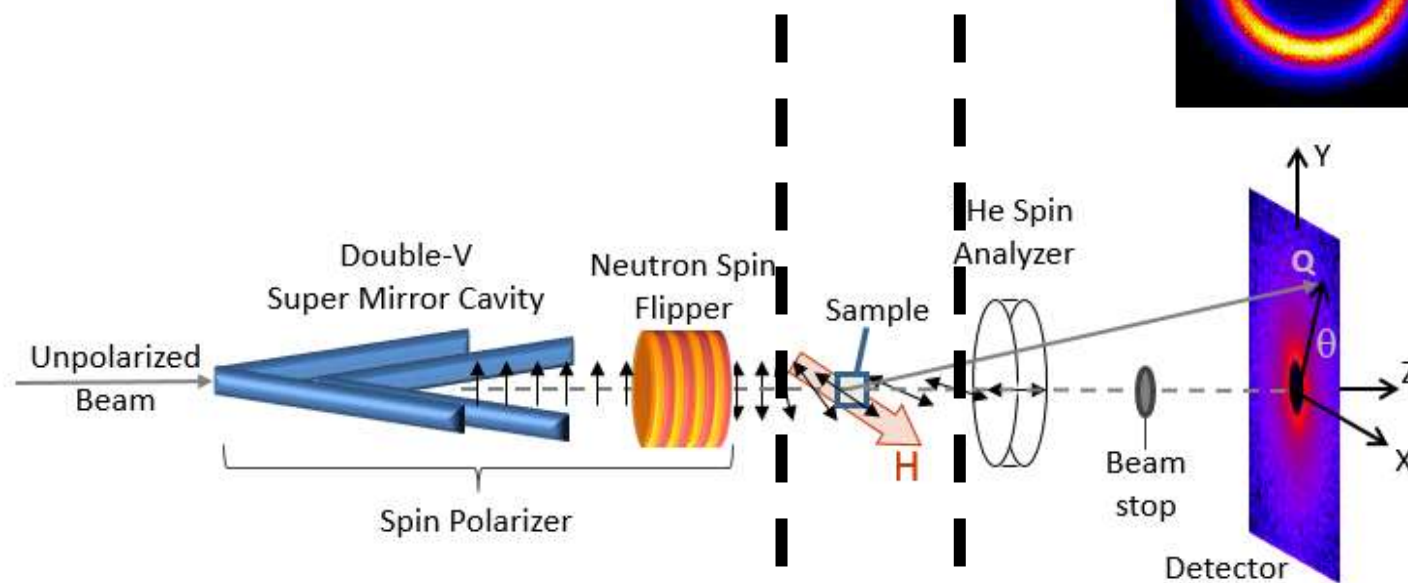 Unpolarized
Beam
Double-V
Super Mirror Cavity
Neutron Spin
Flipper
Spin Polarizer
Sample
H
He Spin
Analyzer
Beam
stop
Y
Q
θ
Z
X
Detector